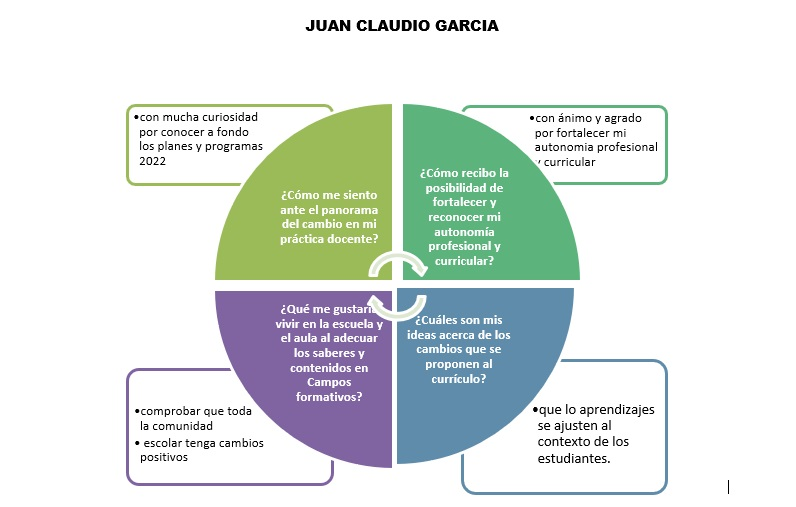 JUAN CLAUDIO GARCIA
•con mucha curiosidad
por conocer a fondo
los planes y programas
2022
•con ánimo y agrado
por fortalecer mi
autonomia profesional
y curricular
¿Cómo me siento
ante el panorama
del cambio en mi
práctica docente?
¿Cómo recibo la
posibilidad de
fortalecer y
reconocer mi
autonomía
profesional y
curricular?
¿Qué me gustaría
vivir en la escuela y
el aula al adecuar
los saberes y
contenidos en
Campos
formativos?
¿Cuáles son mis
ideas acerca de los
cambios que se
proponen al
currículo?
•comprobar que toda
la comunidad
• escolar tenga cambios
positivos
•que lo aprendizajes
se ajusten al
contexto de los
estudiantes.